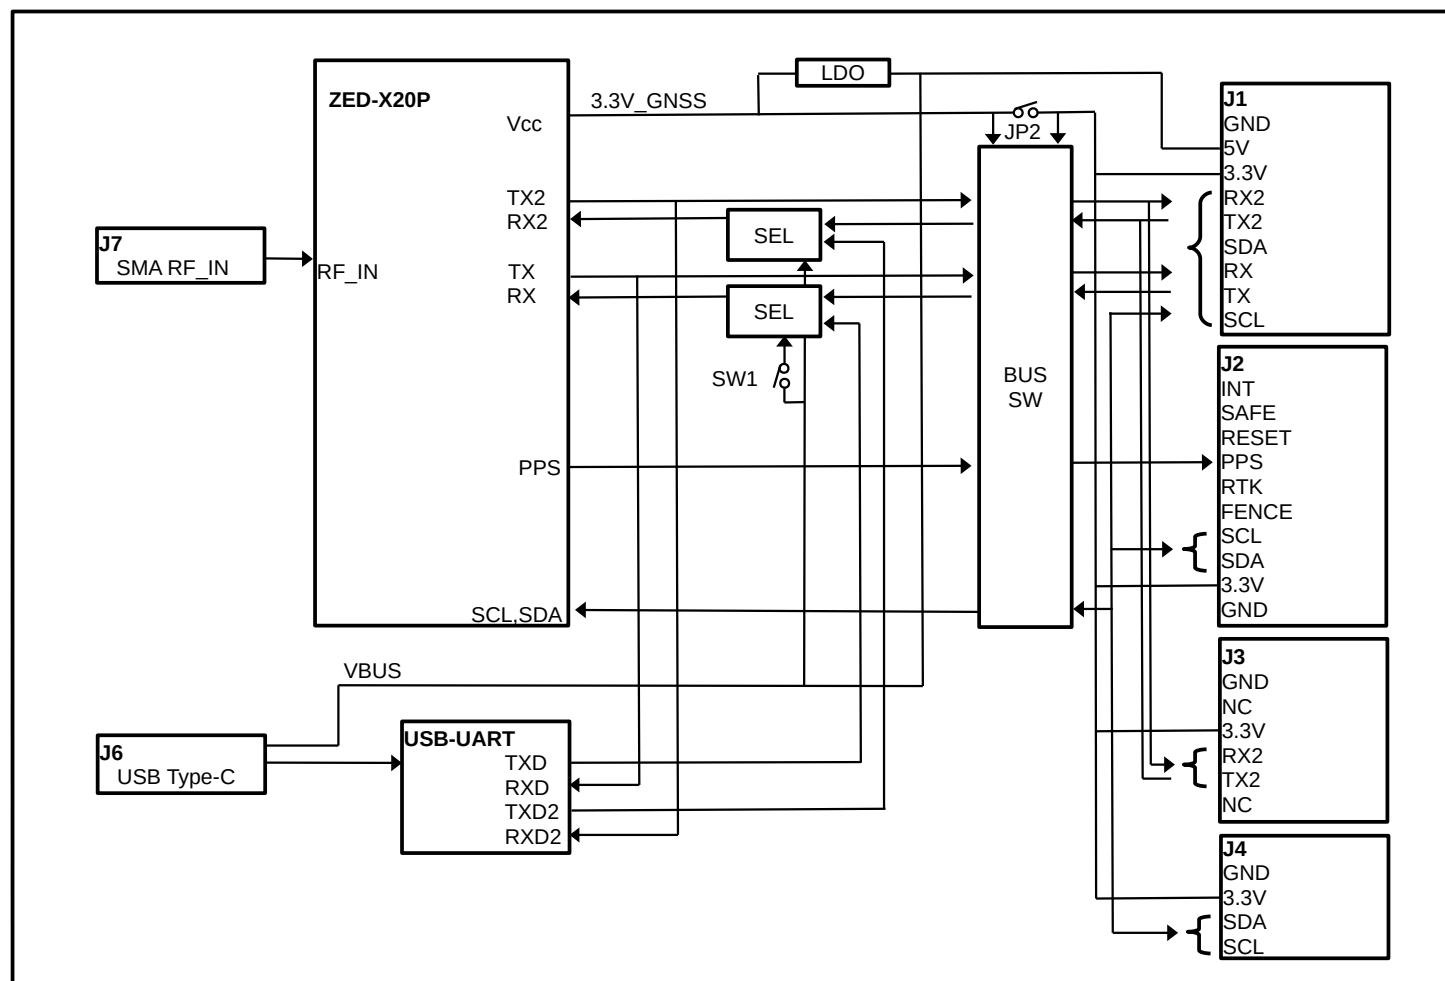 LDO
ZED-X20P
3.3V_GNSS
Vcc
JP2
TX2
RX2
TX
RX
RF_IN
PPS
SCL,SDA
J7
SMA RF_IN
SEL
SEL
SW1
BUS
SW
VBUS
J6
USB Type-C
USB-UART
TXD
RXD
TXD2
RXD2
J1
GND
5V
3.3V
RX2
TX2
SDA
RX
TX
SCL
J2
INT
SAFE
RESET
PPS
RTK
FENCE
SCL
SDA
3.3V
GND
J3
GND
NC
3.3V
RX2
TX2
NC
J4
GND
3.3V
SDA
SCL